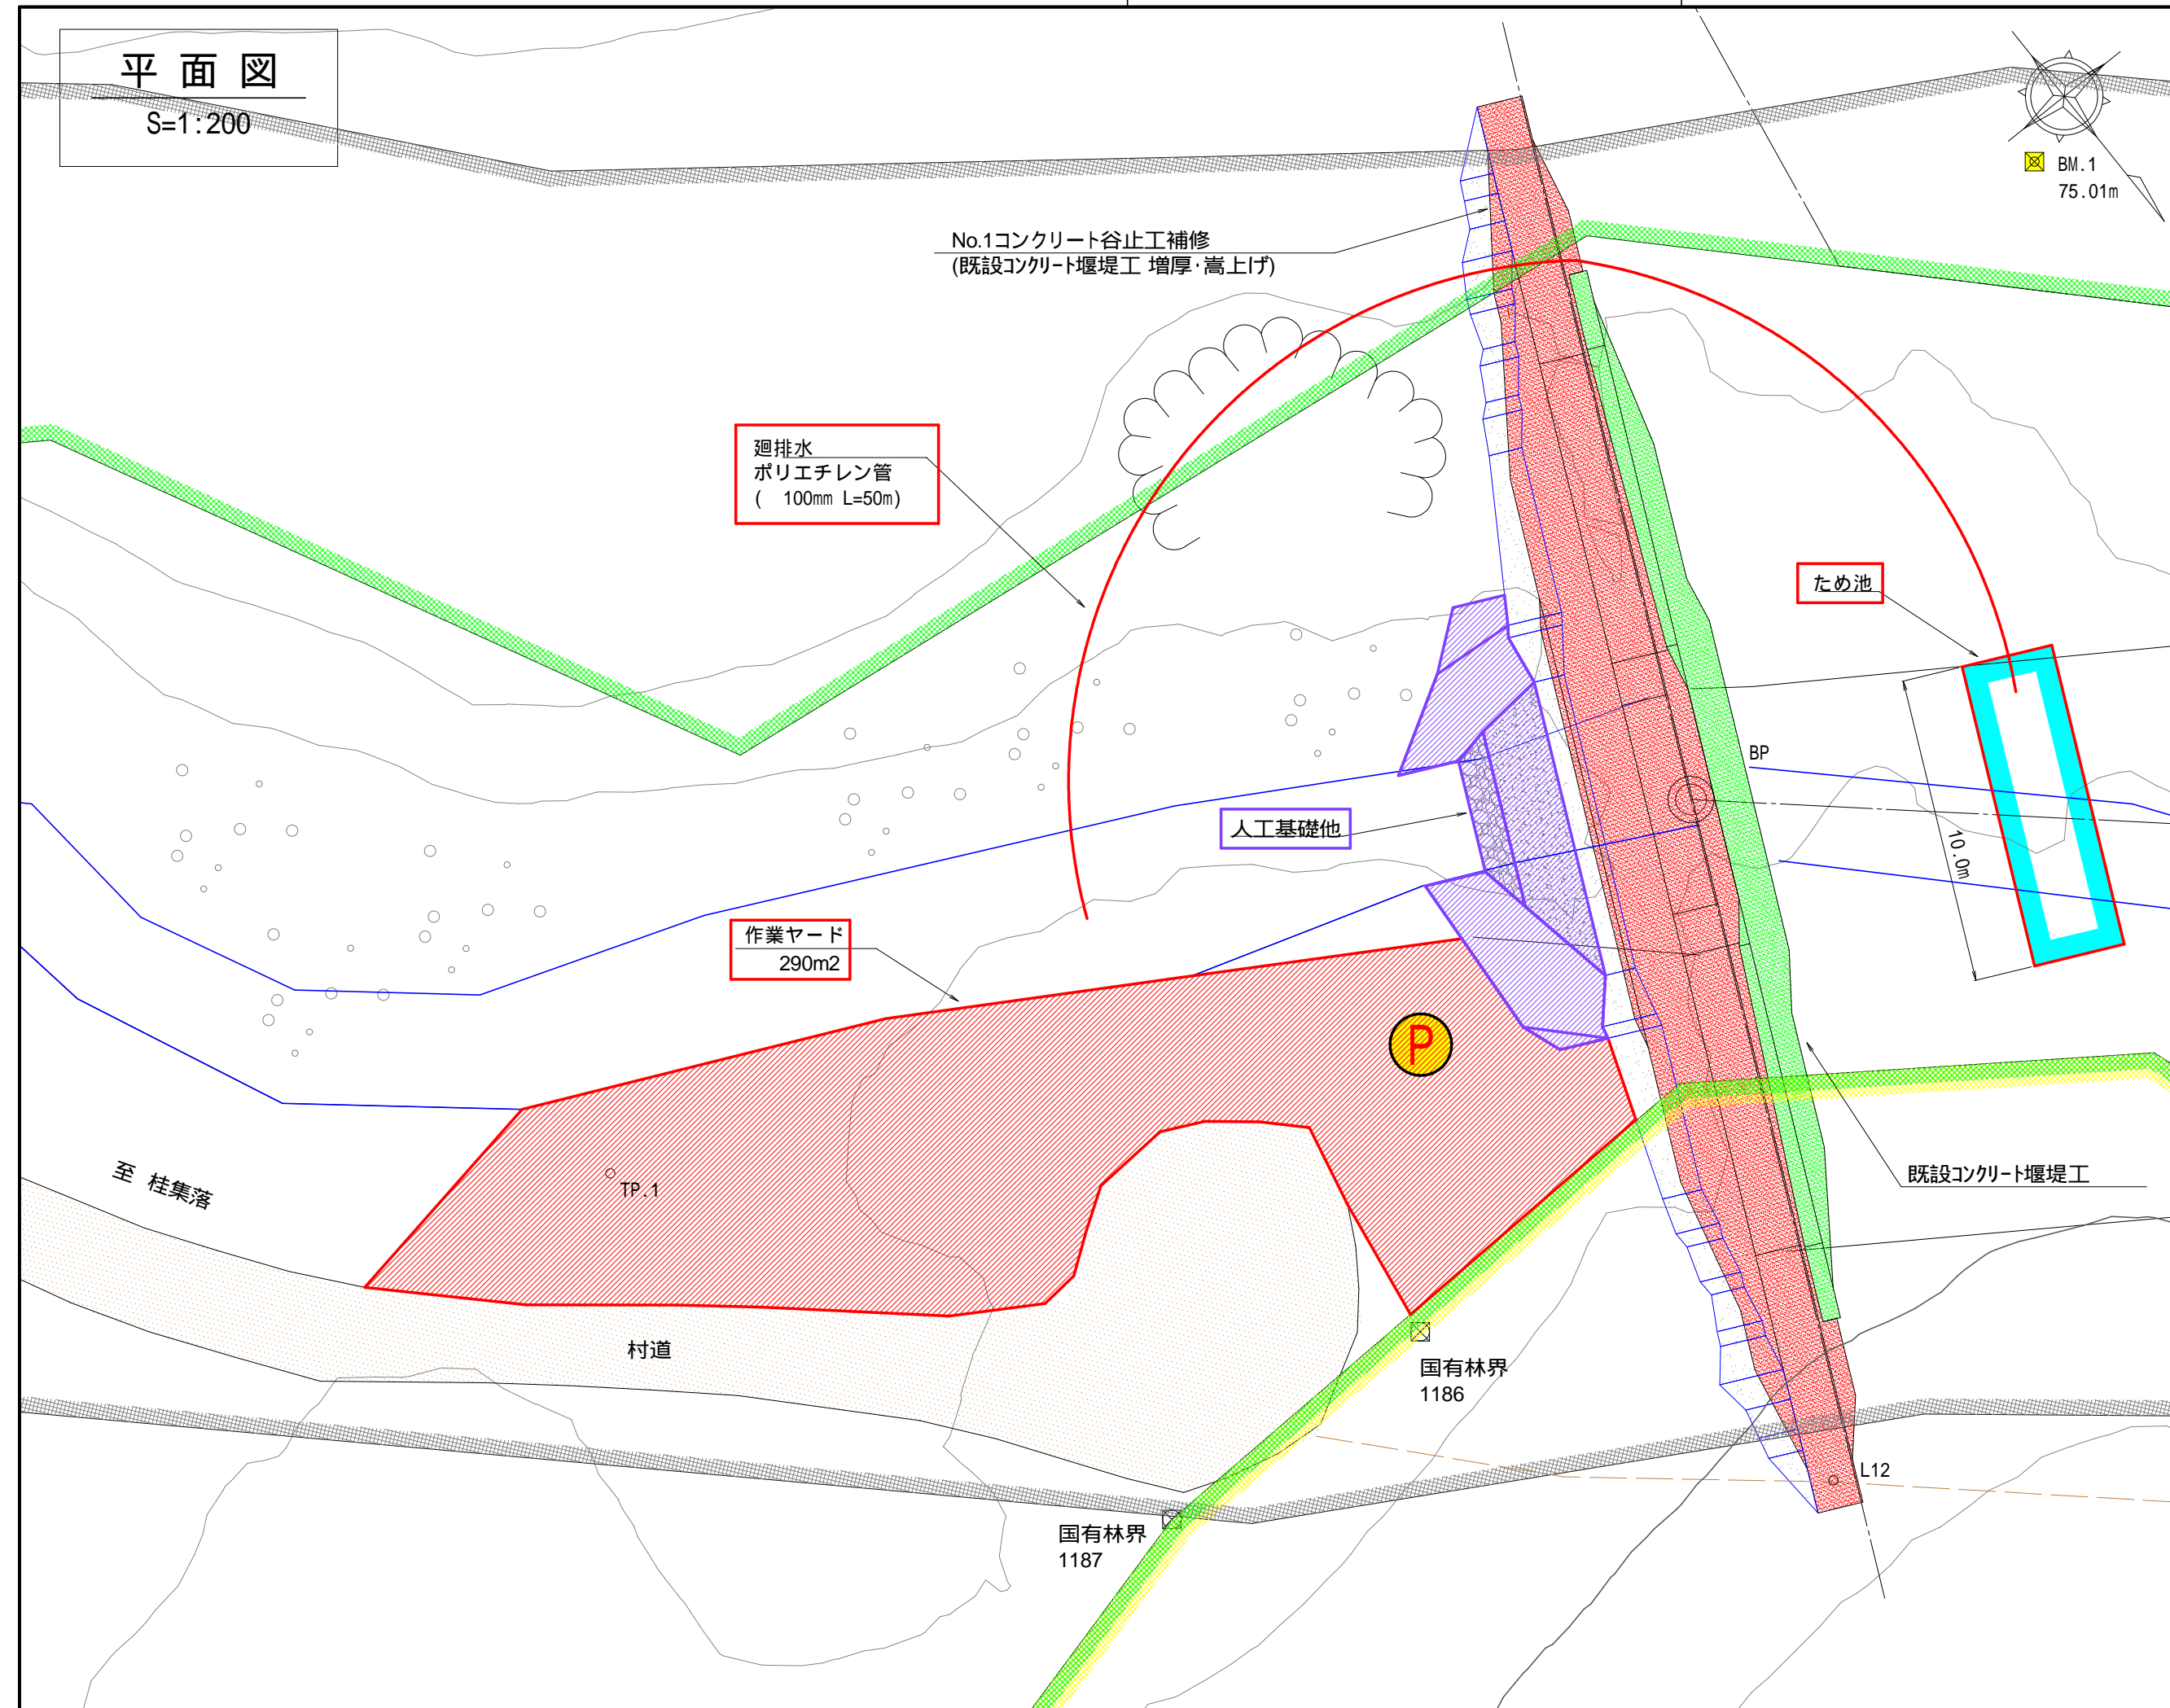 平面図
S=1:200
BM.1
75.01m
No.1コンクリート谷止工補修
(既設コンクリート堰堤工 増厚・嵩上げ)
廻排水
ポリエチレン管
( 100mm L=50m)
ため池
BP
10.0m
人工基礎他
作業ヤード
290m2
P
TP.1
至 桂集落
既設コンクリート堰堤工
村道
国有林界
1186
L12
国有林界
1187